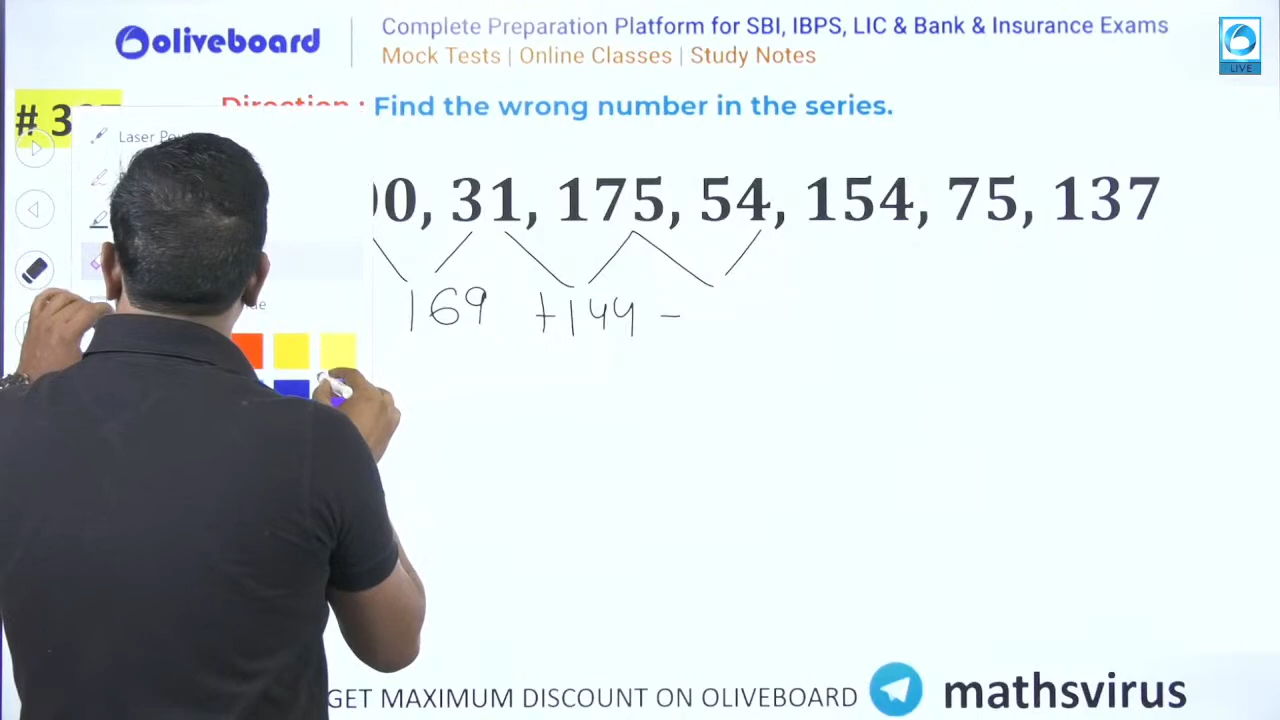 oliveboard
Complete Preparation Platform for SBI, IBPS, LIC & Bank & Insurance Exams
Mock Tests | Online Classes | Study Notes
LIVE
# 3
Direction : Find the wrong number in the series.
Laser
00, 31, 175, 54, 154, 75, 137
169 +144 -
GET MAXIMUM DISCOUNT ON OLIVEBOARD
mathsvirus